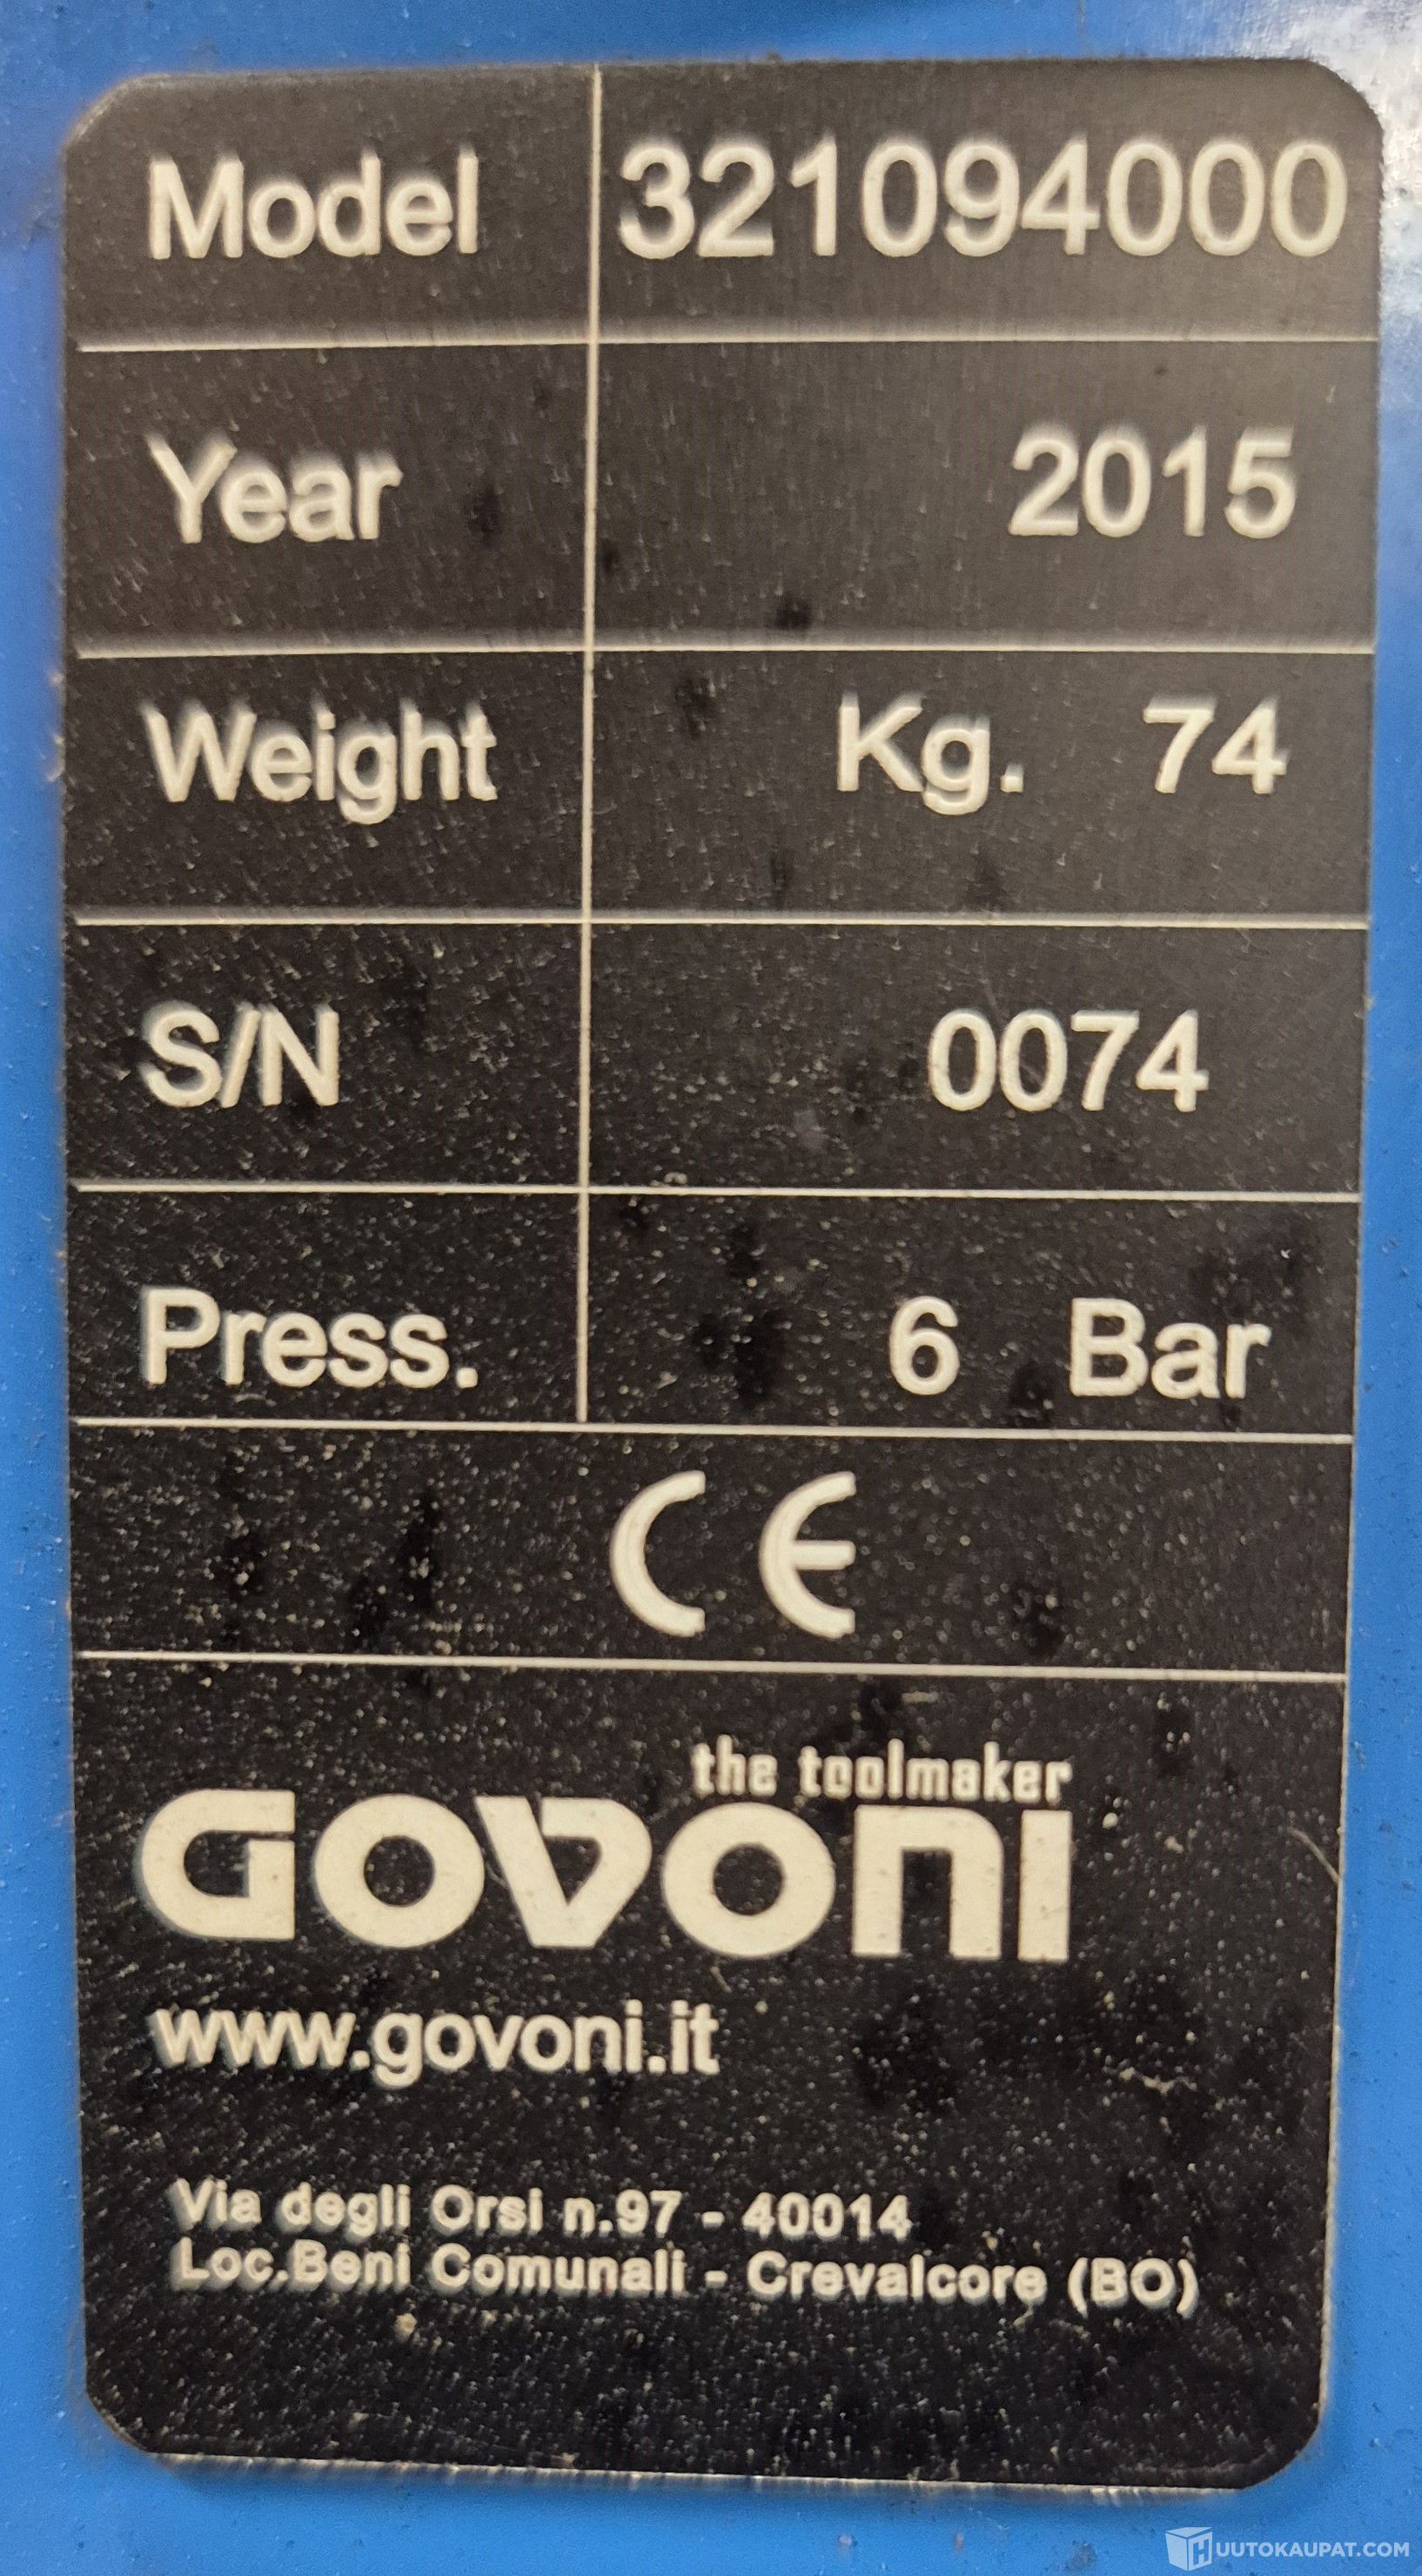 Model 321094000
Year 2015
Weight Kg. 74
S/N 0074
Press. 6 Bar
CE
the toolmaker
GOVONI
www.govoni.it
Via degli Orsi n.97 - 40014
Loc.Beni Comunali - Crevalcore (BO)
HUUTOKAUPAT.COM